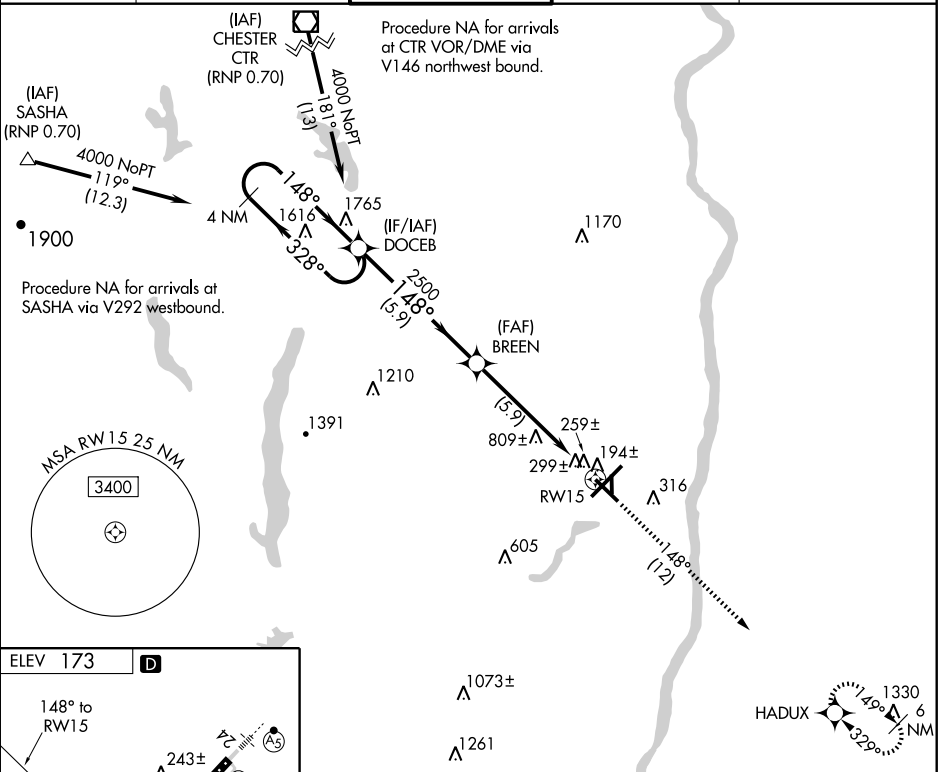 (IAF)
CHESTER
CTR
(RNP 0.70)
Procedure NA for arrivals
at CTR VOR/DME via
V146 northwest bound.
4000 NoPT
181°
(13)
(IAF)
SASHA
(RNP 0.70)
4000 NoPT
119°
(12.3)
1900
Procedure NA for arrivals at
SASHA via V292 westbound.
4 NM
148°
328°
1616
1765
(IF/IAF)
DOCEB
1170
2500
148°
(5.9)
(FAF)
BREEN
1210
1391
(5.9)
809±
259±
299±
194±
RW15
316
605
148°
(12)
MSA RW15 25 NM
3400
ELEV 173
D
148° to
RW15
24
A5
243±
1073±
1261
HADUX
149°
329°
1330
6
NM